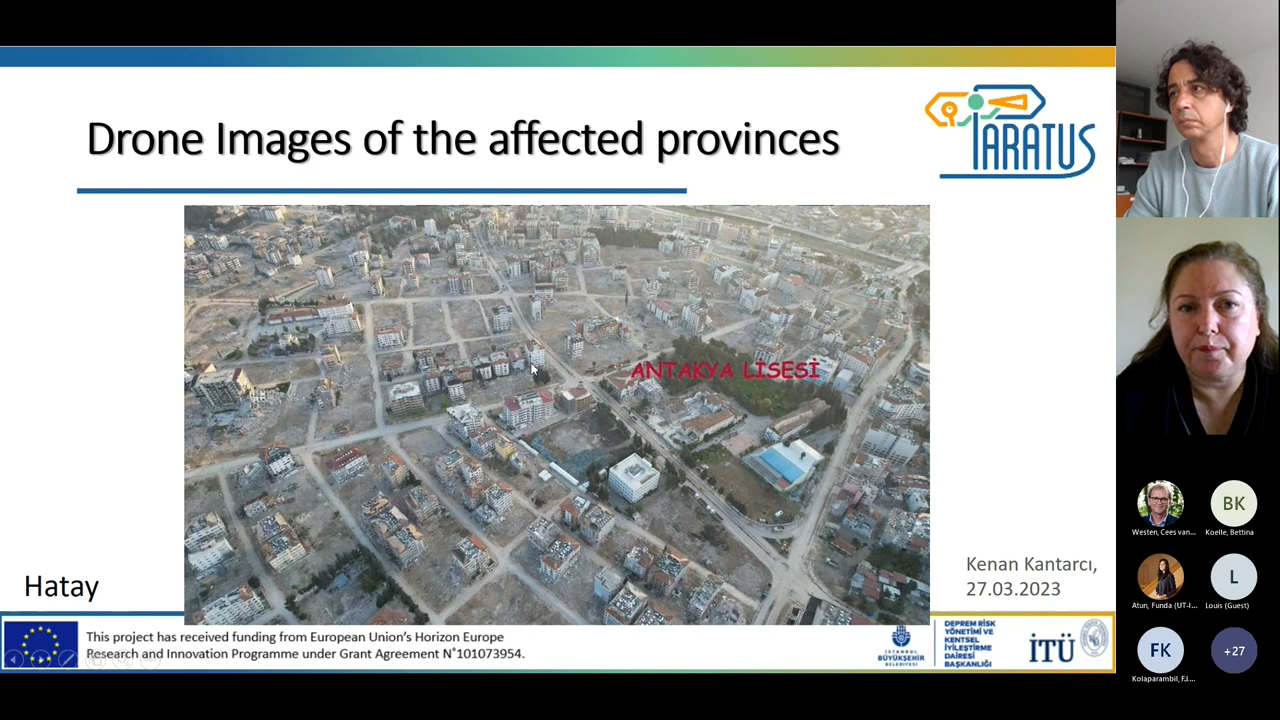 Drone Images of the affected provinces
PARATUS
ANTAKYA LİSESİ
Kenan Kantarcı,
27.03.2023
Hatay
This project has received funding from European Union's Horizon Europe
Research and Innovation Programme under Grant Agreement N°101073954.
İSTANBUL
BÜYÜKŞEHİR
BELEDİYESİ
DEPREM RİSK
YÖNETİMİ VE
KENTSEL
İYİLEŞTİRME
DAİRESİ
BAŞKANLIĞI
İTÜ
Westen, Cees van...
BK
Koelle, Bettina
Atun, Funda (UT-I...
L
Louis (Guest)
FK
Kolaparambil, F.J....
+27